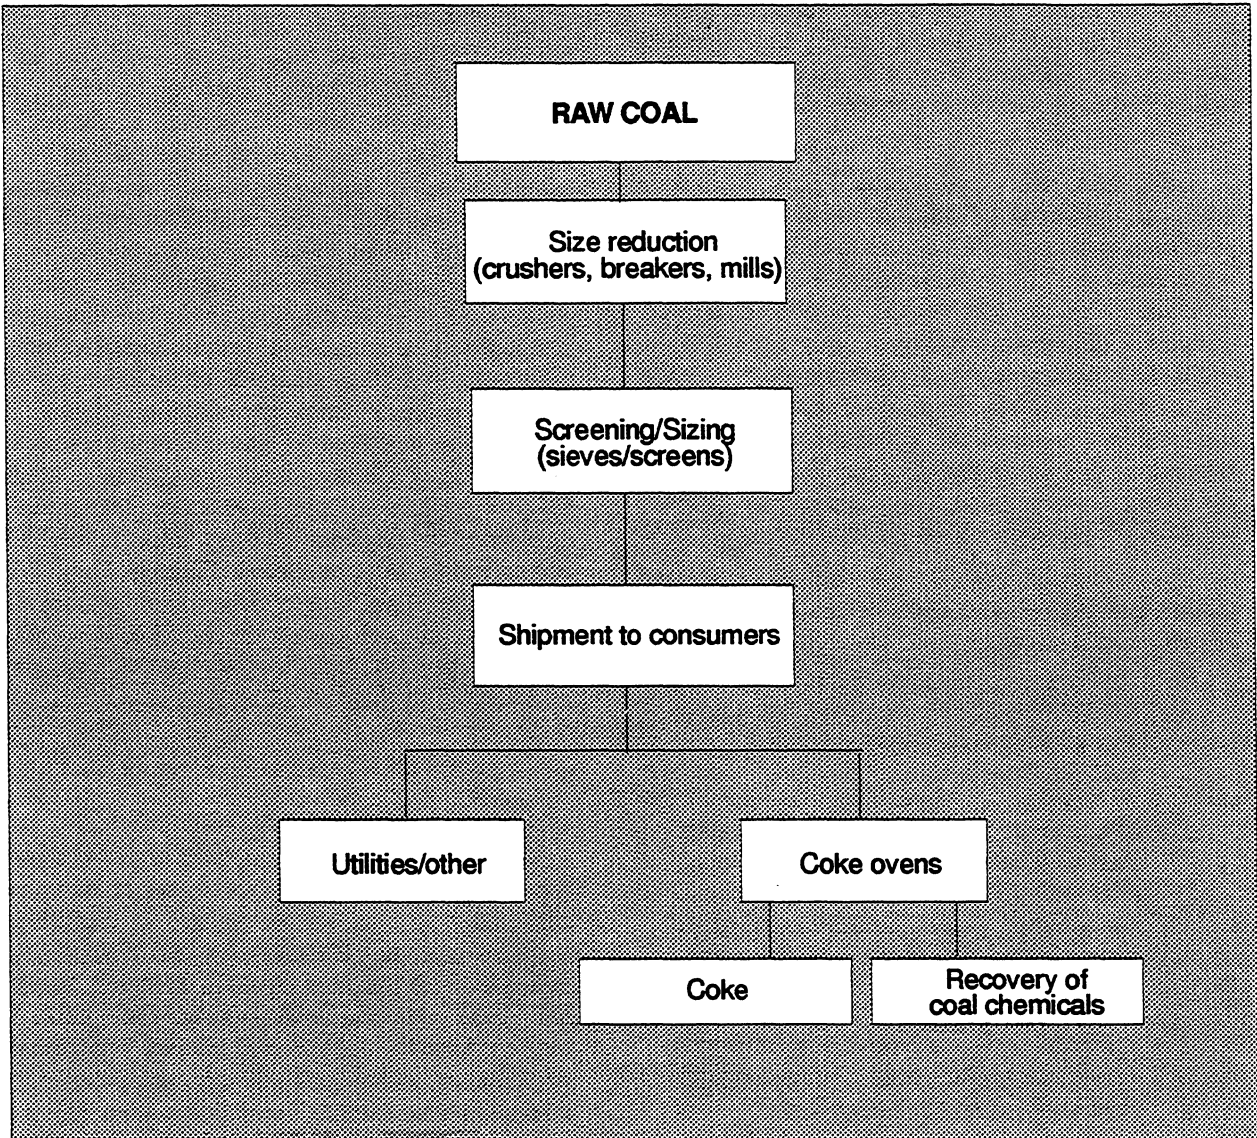 RAW COAL
Size reduction
(crushers, breakers, mills)
Screening/Sizing
(sieves/screens)
Shipment to consumers
Utilities/other
Coke ovens
Coke
Recovery of
coal chemicals